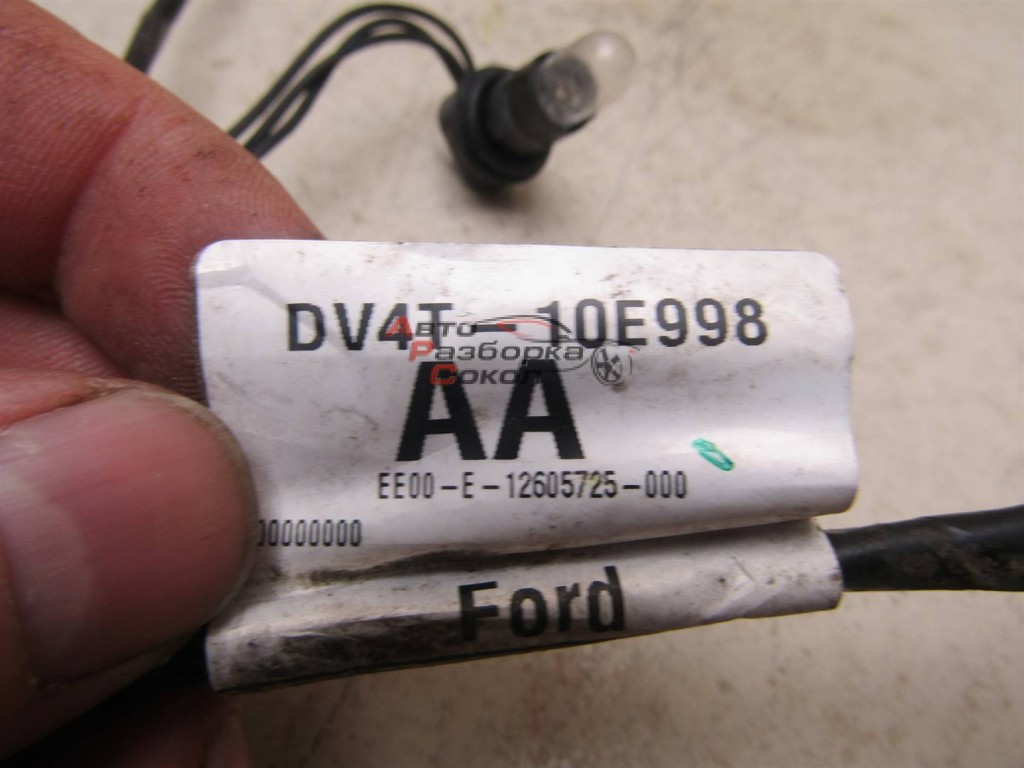 DV4T-10E998
Авто
Разборка
Сокол
AA
EE00-E-12605725-000
00000000
Ford